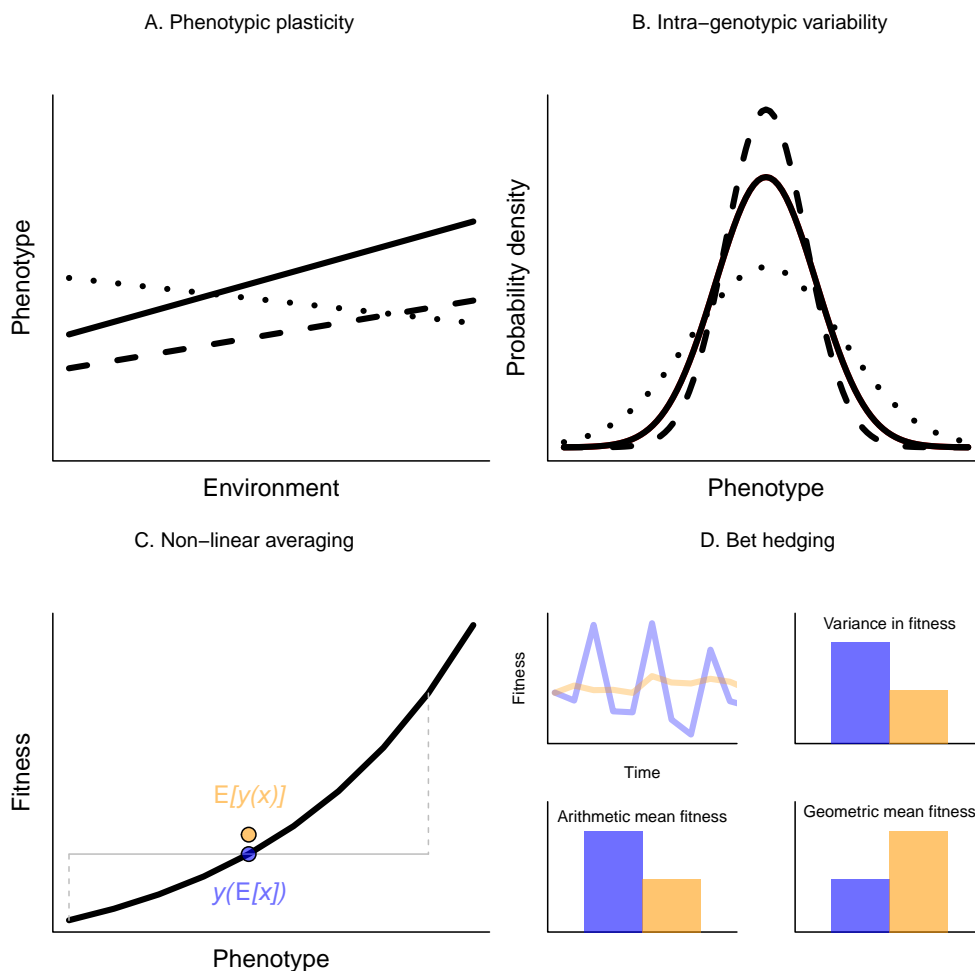 A. Phenotypic plasticity
Phenotype
Environment
B. Intra−genotypic variability
Probability density
Phenotype
C. Non−linear averaging
Fitness
E[y(x)]
y(E[x])
Phenotype
D. Bet hedging
Fitness
Time
Variance in fitness
Arithmetic mean fitness
Geometric mean fitness